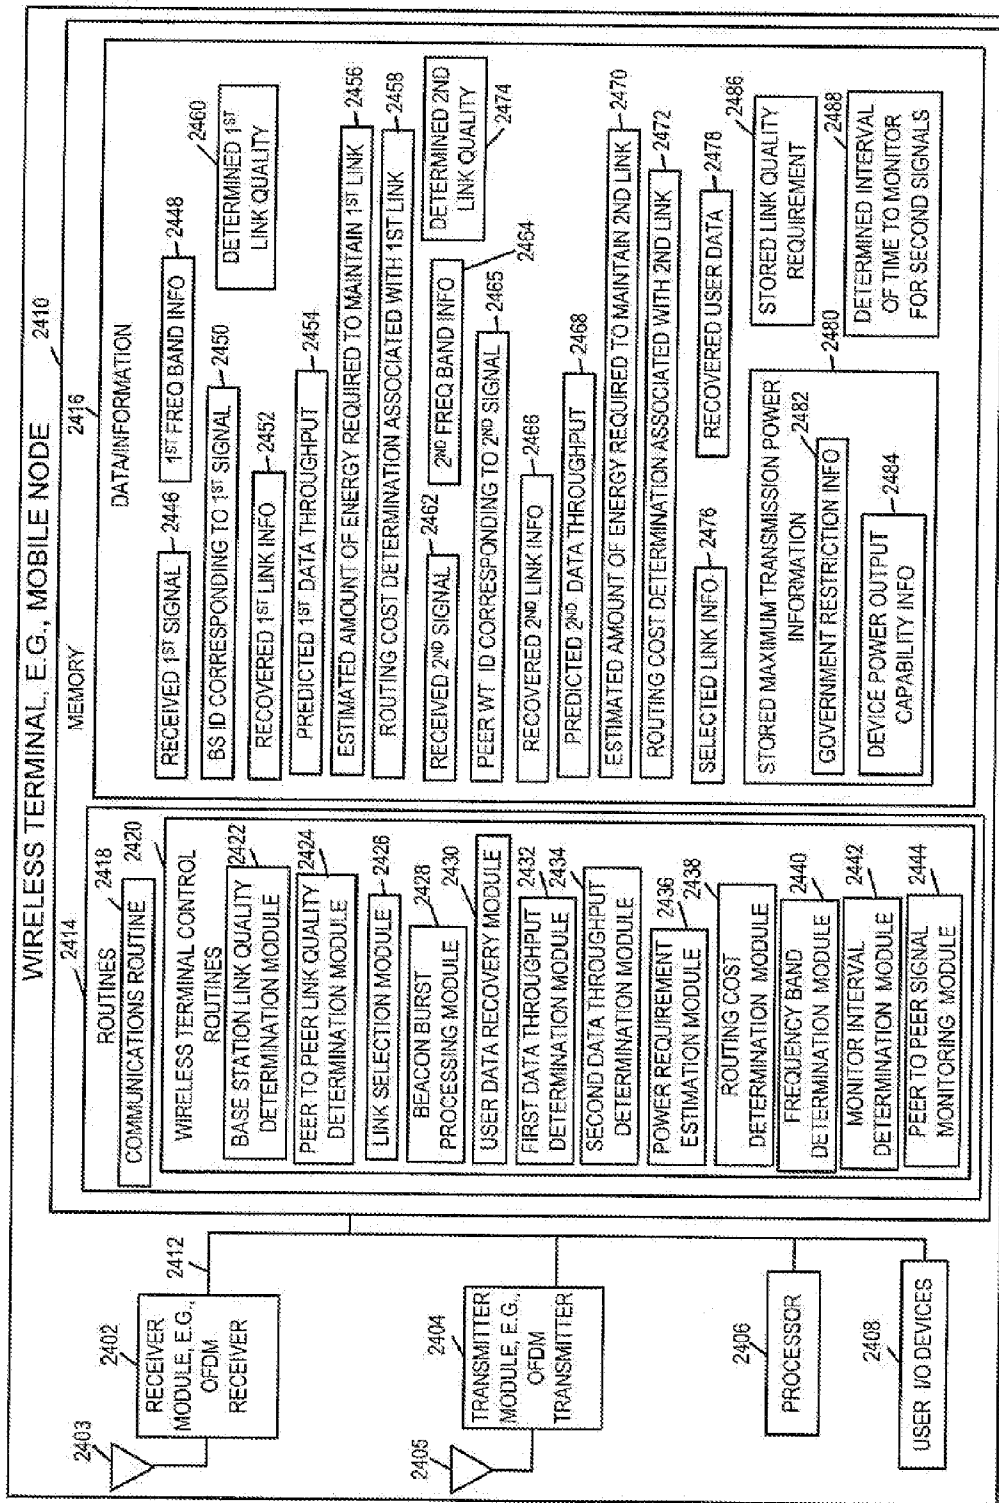 WIRELESS TERMINAL, E.G., MOBILE NODE
2410
2403
2402
RECEIVER
MODULE, E.G.,
OFDM
RECEIVER
2412
2405
2404
TRANSMITTER
MODULE, E.G.,
OFDM
TRANSMITTER
2406
PROCESSOR
2408
USER I/O DEVICES
MEMORY
2414
ROUTINES
2418
COMMUNICATIONS ROUTINE
2420
WIRELESS TERMINAL CONTROL
ROUTINES
2422
BASE STATION LINK QUALITY
DETERMINATION MODULE
2424
PEER TO PEER LINK QUALITY
DETERMINATION MODULE
2426
LINK SELECTION MODULE
2428
BEACON BURST
PROCESSING MODULE
2430
USER DATA RECOVERY MODULE
2432
FIRST DATA THROUGHPUT
DETERMINATION MODULE
2434
SECOND DATA THROUGHPUT
DETERMINATION MODULE
2436
POWER REQUIREMENT
ESTIMATION MODULE
2438
ROUTING COST
DETERMINATION MODULE
2440
FREQUENCY BAND
DETERMINATION MODULE
2442
MONITOR INTERVAL
DETERMINATION MODULE
2444
PEER TO PEER SIGNAL
MONITORING MODULE
2416
DATA/INFORMATION
RECEIVED 1ST SIGNAL
2446
1ST FREQ BAND INFO
2448
2460
DETERMINED 1ST
LINK QUALITY
BS ID CORRESPONDING TO 1ST SIGNAL
2450
RECOVERED 1ST LINK INFO
2452
PREDICTED 1ST DATA THROUGHPUT
2454
ESTIMATED AMOUNT OF ENERGY REQUIRED TO MAINTAIN 1ST LINK
2456
ROUTING COST DETERMINATION ASSOCIATED WITH 1ST LINK
2458
RECEIVED 2ND SIGNAL
2462
2ND FREQ BAND INFO
2464
DETERMINED 2ND
LINK QUALITY
2474
PEER WT ID CORRESPONDING TO 2ND SIGNAL
2465
RECOVERED 2ND LINK INFO
2466
PREDICTED 2ND DATA THROUGHPUT
2468
ESTIMATED AMOUNT OF ENERGY REQUIRED TO MAINTAIN 2ND LINK
2470
ROUTING COST DETERMINATION ASSOCIATED WITH 2ND LINK
2472
SELECTED LINK INFO
2476
RECOVERED USER DATA
2478
2480
STORED MAXIMUM TRANSMISSION POWER
INFORMATION
2482
GOVERNMENT RESTRICTION INFO
2484
DEVICE POWER OUTPUT
CAPABILITY INFO
2486
STORED LINK QUALITY
REQUIREMENT
2488
DETERMINED INTERVAL
OF TIME TO MONITOR
FOR SECOND SIGNALS